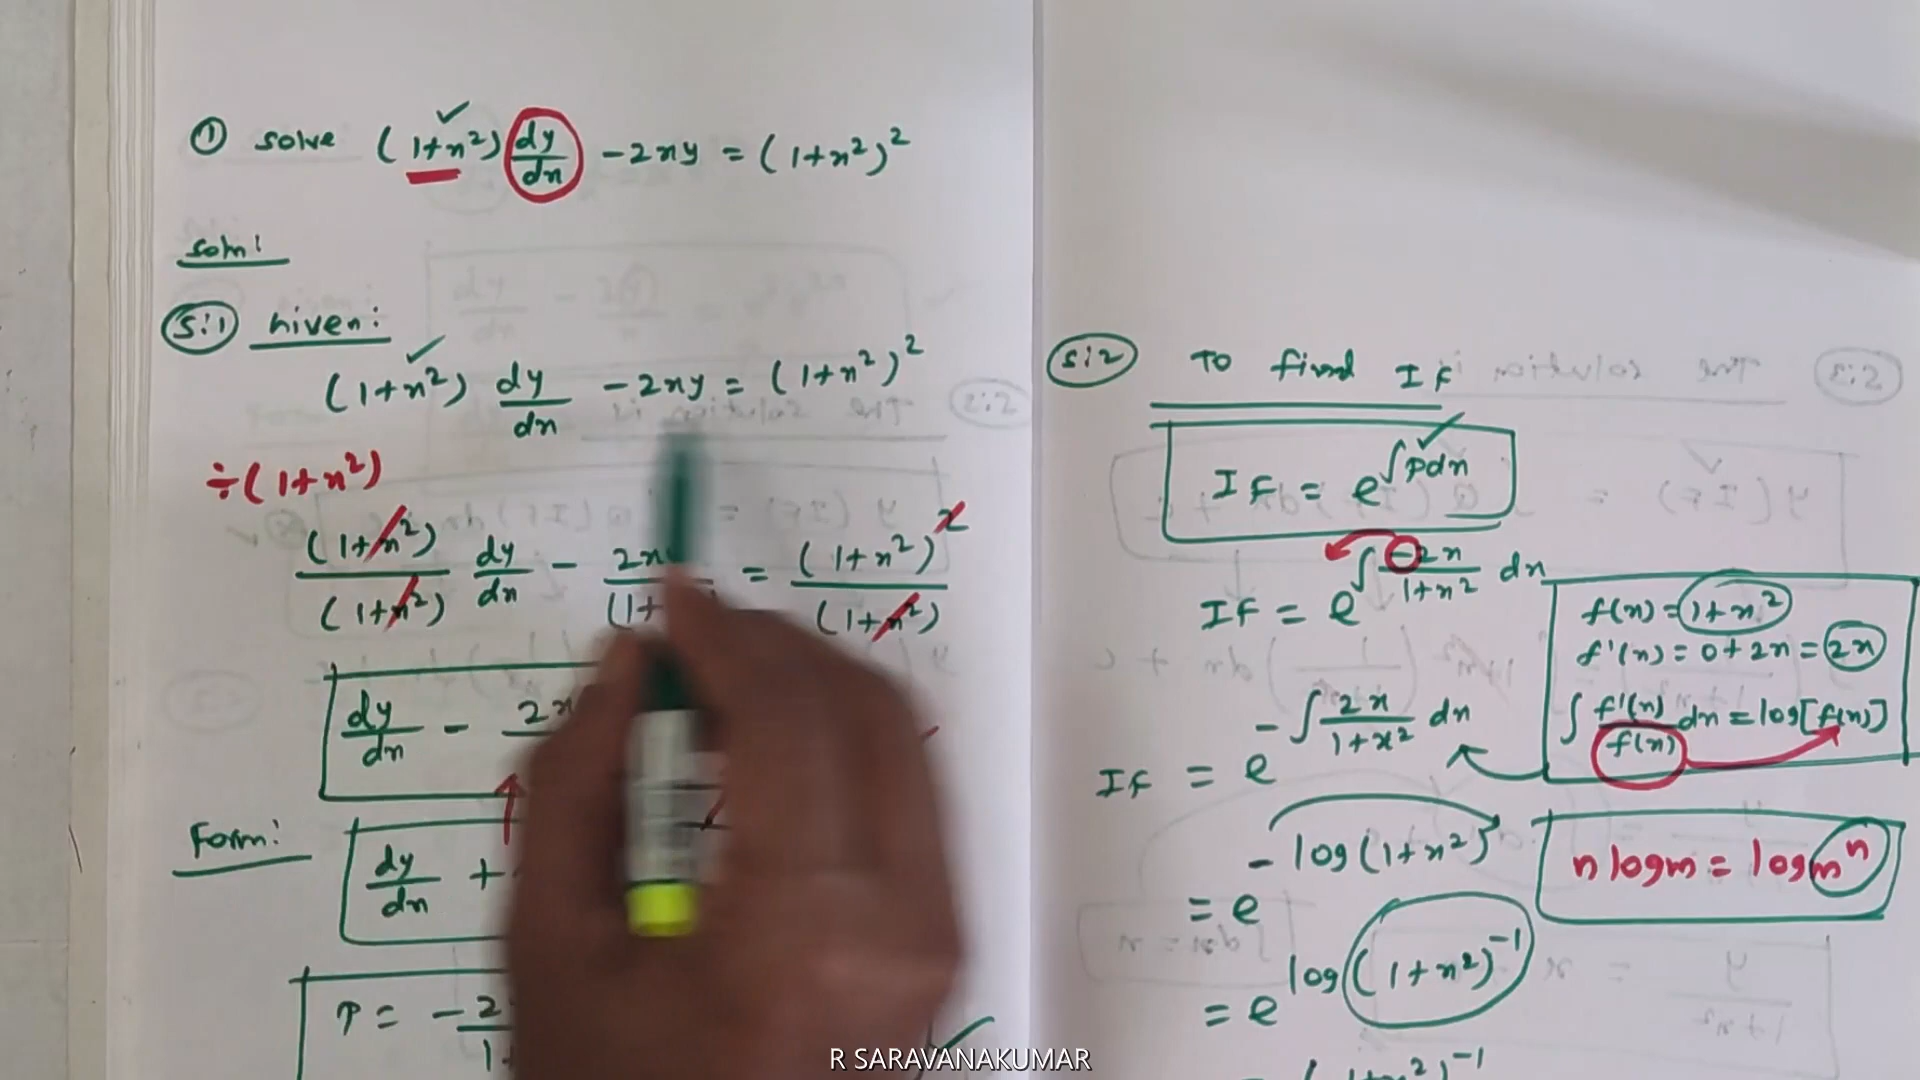 ① solve (1+x²) dy/dx - 2xy = (1+x²)²
soln:
S:1 Given:
(1+x²) dy/dx - 2xy = (1+x²)²
÷(1+x²)
(1+x²)/(1+x²) dy/dx - 2x = (1+x²)²/(1+x²)
dy/dx - 2x
Form: dy/dx +
P = -2
S:2 To find IF
IF = e^∫pdx
IF = e^∫-2x/1+x² dx
f(x) = 1+x²
f'(x) = 0+2x = 2x
∫ f'(x)/f(x) dx = log[f(x)]
IF = e^-∫2x/1+x² dx
= e^-log(1+x²)
n logm = logmⁿ
= e^log(1+x²)⁻¹
(1+x²)⁻¹
R SARAVANAKUMAR